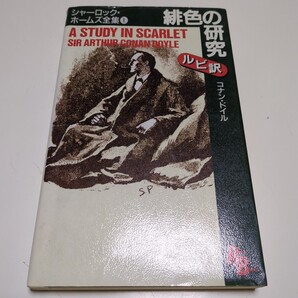 シャーロック・
ホームズ全集1
緋色の研究
ルビ訳
コナン・ドイル
A STUDY IN SCARLET
SIR ARTHUR CONAN DOYLE
SP